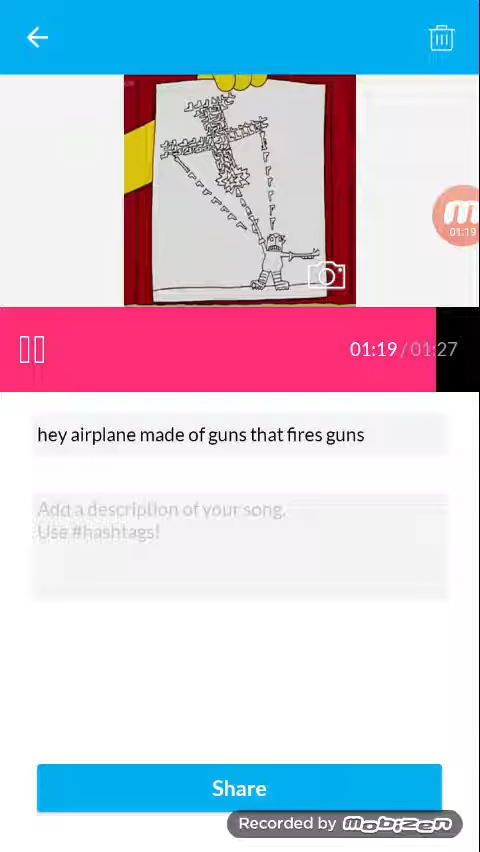 01:19
01:19 / 01:27
hey airplane made of guns that fires guns
Add a description of your song.
Use #hashtags!
Share
Recorded by mobizen